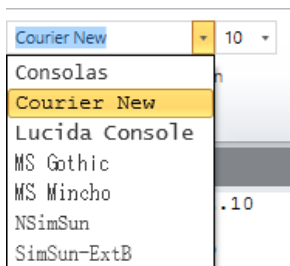 Courier New 10
Consolas
Courier New
Lucida Console
MS Gothic
MS Mincho
.10
NSimSun
SimSun-ExtB